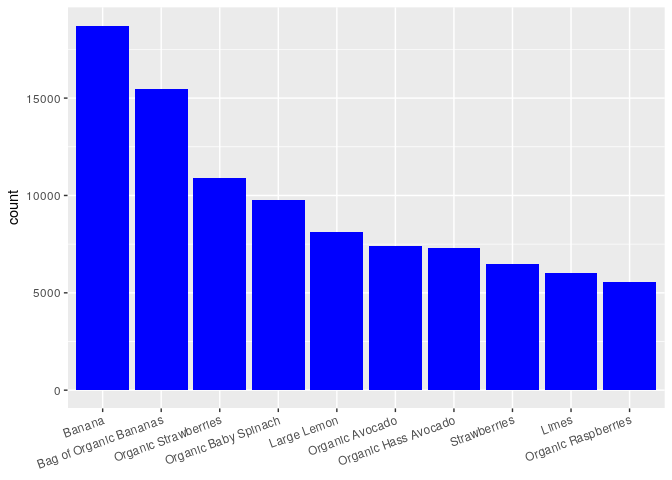 count
15000
10000
5000
0
Banana
Bag of Organic Bananas
Organic Strawberries
Organic Baby Spinach
Large Lemon
Organic Avocado
Organic Hass Avocado
Strawberries
Limes
Organic Raspberries